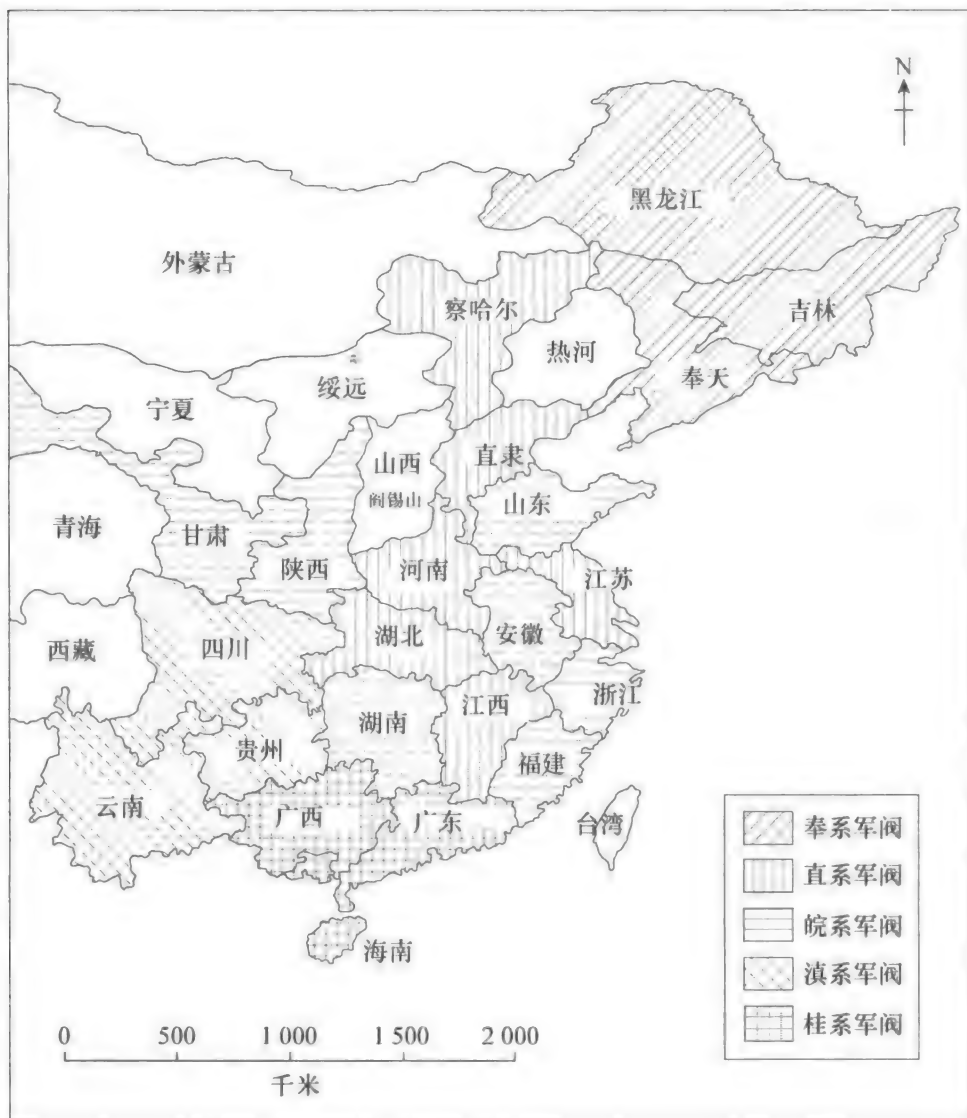 N
黑龙江
外蒙古
察哈尔
吉林
热河
奉天
绥远
宁夏
山西
直隶
阎锡山
山东
青海
甘肃
陕西
河南
江苏
西藏
四川
湖北
安徽
浙江
江西
湖南
贵州
福建
云南
广西
广东
台湾
海南
奉系军阀
直系军阀
皖系军阀
滇系军阀
桂系军阀
0 500 1 000 1 500 2 000
千米